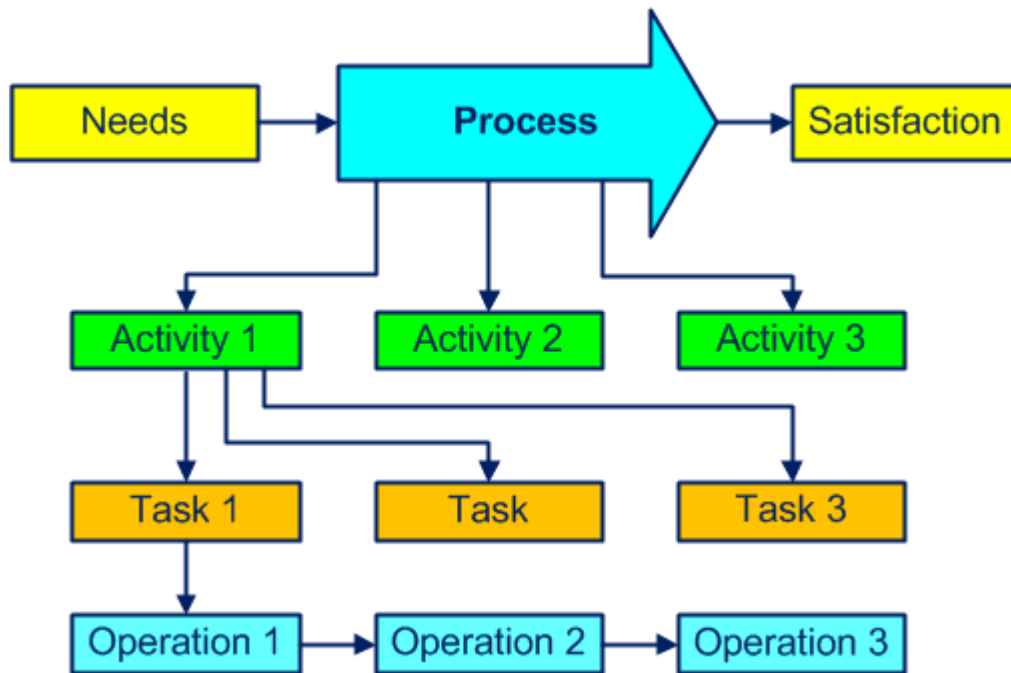 Needs
Process
Satisfaction
Activity 1
Activity 2
Activity 3
Task 1
Task
Task 3
Operation 1
Operation 2
Operation 3